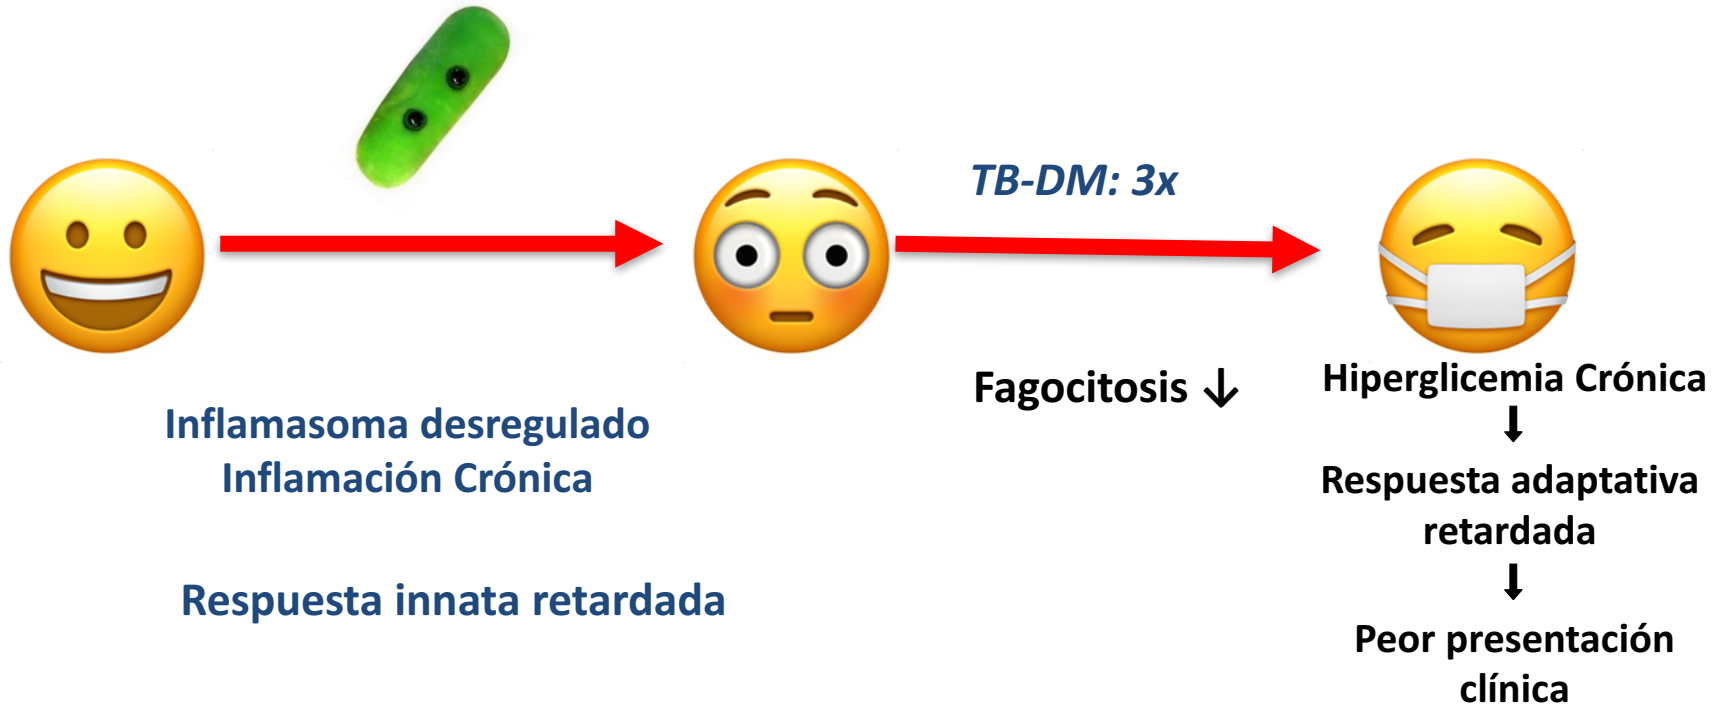 TB-DM: 3x
Inflamasoma desregulado
Inflamación Crónica
Respuesta innata retardada
Fagocitosis ↓
Hiperglicemia Crónica
Respuesta adaptativa
retardada
Peor presentación
clínica